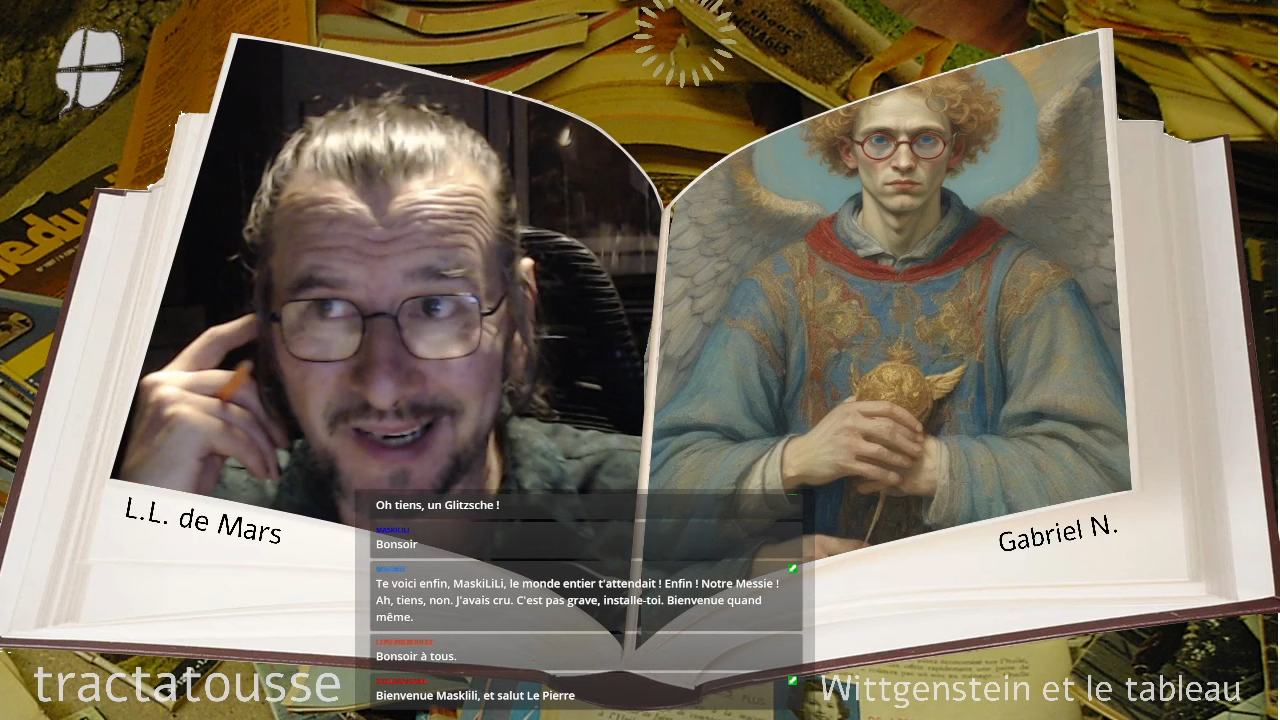 L.L. de Mars
Gabriel N.
Oh tiens, un Glitzsche !
MASKILILI
Bonsoir
Te voici enfin, MaskiLiLi, le monde entier t'attendait ! Enfin ! Notre Messie !
Ah, tiens, non. J'avais cru. C'est pas grave, installe-toi. Bienvenue quand
même.
Bonsoir à tous.
Bienvenue Masklili, et salut Le Pierre
tractatousse
Wittgenstein et le tableau